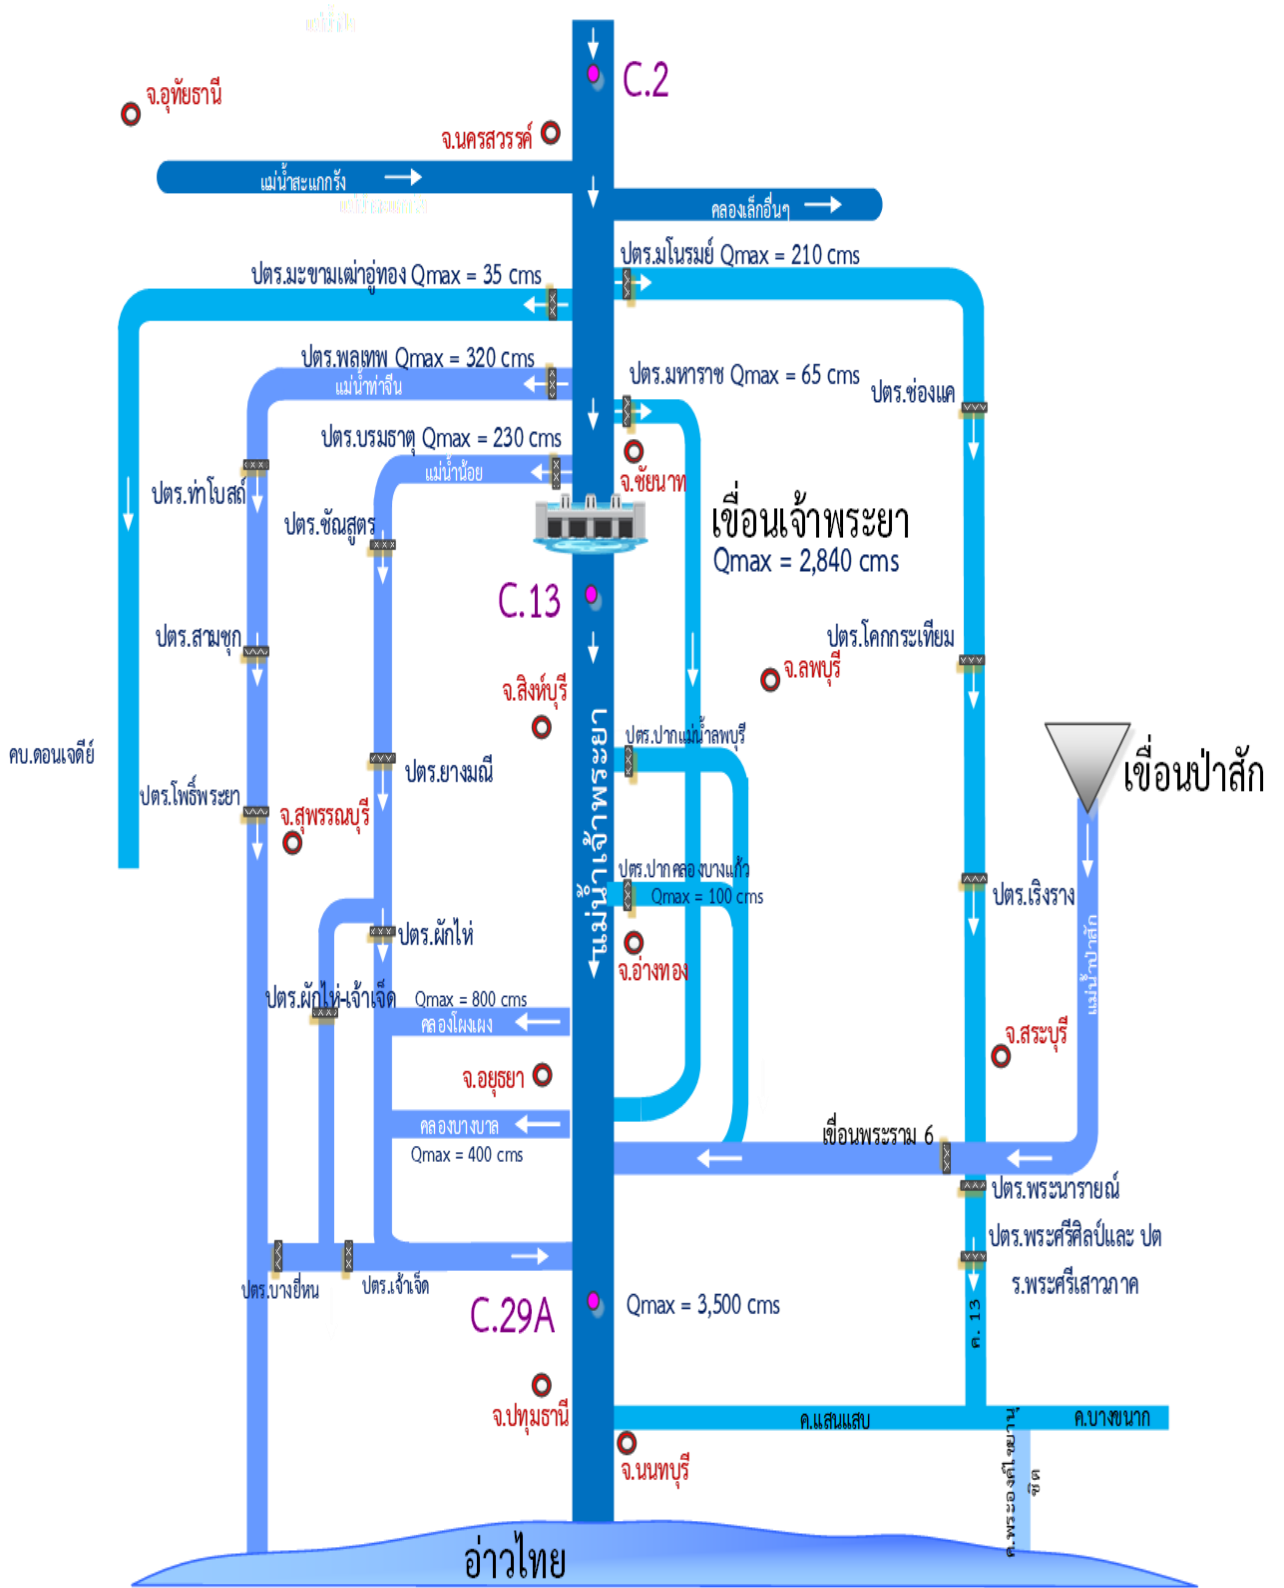 C.2
จ.อุทัยธานี
จ.นครสวรรค์
แม่น้ำสะแกกรัง
คลองเล็กอื่นๆ
ปตร.มโนรมย์ Qmax = 210 cms
ปตร.มะขามเฒ่าอู่ทอง Qmax = 35 cms
ปตร.พลเทพ Qmax = 320 cms
แม่น้ำท่าจีน
ปตร.มหาราช Qmax = 65 cms
ปตร.ช่องแค
ปตร.บรมธาตุ Qmax = 230 cms
แม่น้ำน้อย
จ.ชัยนาท
ปตร.ท่าโบสถ์
ปตร.ชัณสูตร
เขื่อนเจ้าพระยา
Qmax = 2,840 cms
C.13
ปตร.สามชุก
ปตร.โคกกระเทียม
จ.ลพบุรี
จ.สิงห์บุรี
แม่น้ำเจ้าพระยา
ปตร.ปากแม่น้ำลพบุรี
คบ.ดอนเจดีย์
ปตร.ยางมณี
เขื่อนป่าสัก
ปตร.โพธิ์พระยา
จ.สุพรรณบุรี
ปตร.ปากคลองบางแก้ว
Qmax = 100 cms
ปตร.เริงราง
ปตร.ผักไห่
แม่น้ำป่าสัก
จ.อ่างทอง
ปตร.ผักไห่-เจ้าเจ็ด
Qmax = 800 cms
คลองโผงเผง
จ.สระบุรี
จ.อยุธยา
คลองบางบาล
Qmax = 400 cms
เขื่อนพระราม 6
ปตร.พระนารายณ์
ปตร.พระศรีศิลป์และ ปต
ร.พระศรีเสาวภาค
ปตร.บางยี่หน
ปตร.เจ้าเจ็ด
C.29A
Qmax = 3,500 cms
ค. 13
จ.ปทุมธานี
ค.แสนแสบ
ค.บางขนาก
จ.นนทบุรี
ค.พระองค์ไชยานุ
ชิต
อ่าวไทย